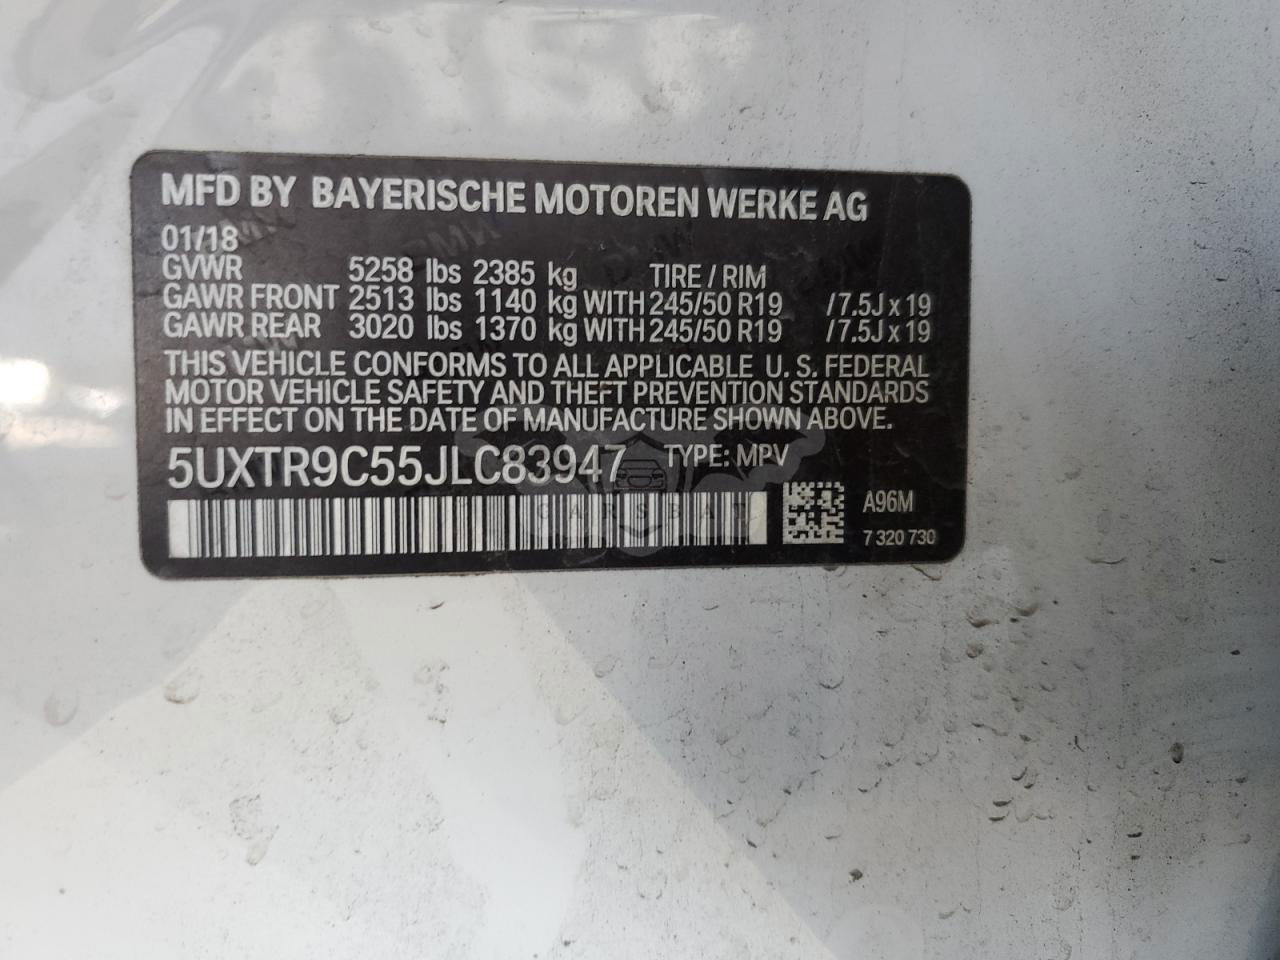 MFD BY BAYERISCHE MOTOREN WERKE AG
01/18
GVWR 5258 lbs 2385 kg TIRE / RIM
GAWR FRONT 2513 lbs 1140 kg WITH 245/50 R19 /7.5J x 19
GAWR REAR 3020 lbs 1370 kg WITH 245/50 R19 /7.5J x 19
THIS VEHICLE CONFORMS TO ALL APPLICABLE U. S. FEDERAL
MOTOR VEHICLE SAFETY AND THEFT PREVENTION STANDARDS
IN EFFECT ON THE DATE OF MANUFACTURE SHOWN ABOVE.
5UXTR9C55JLC83947 TYPE: MPV
CARSBAT
A96M
7 320 730